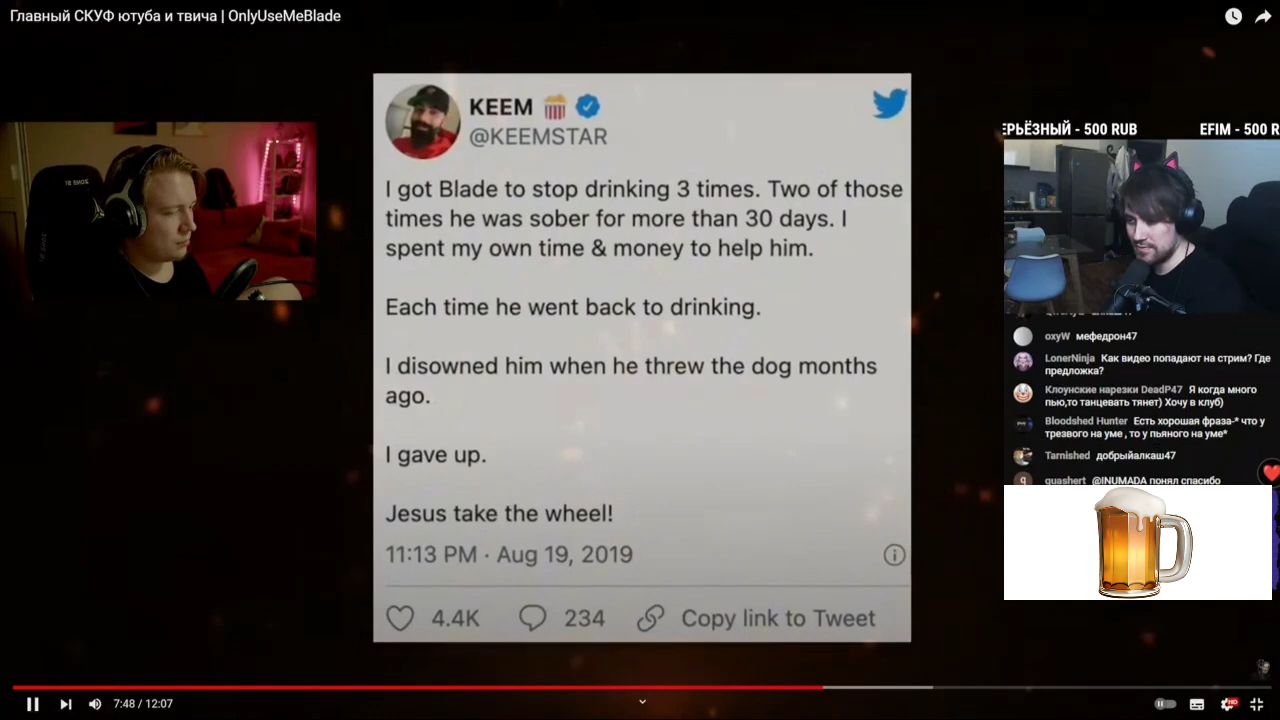 Главный СКУФ ютуба и твича | OnlyUseMeBlade
KEEM
@KEEMSTAR
I got Blade to stop drinking 3 times. Two of those
times he was sober for more than 30 days. I
spent my own time & money to help him.
Each time he went back to drinking.
I disowned him when he threw the dog months
ago.
I gave up.
Jesus take the wheel!
11:13 PM · Aug 19, 2019
4.4K
234
Copy link to Tweet
ЕРЬЁЗНЫЙ - 500 RUB
EFIM - 500 R
oxyW мефедрон47
LonerNinja Как видео попадают на стрим? Где
предложка?
Клоунские нарезки DeadP47 Я когда много
пью,то танцевать тянет) Хочу в клуб)
Bloodshed Hunter Есть хорошая фраза-* что у
трезвого на уме , то у пьяного на уме*
Tarnished добрыйалкаш47
quashert @INUMADA понял спасибо
7:48 / 12:07
HD